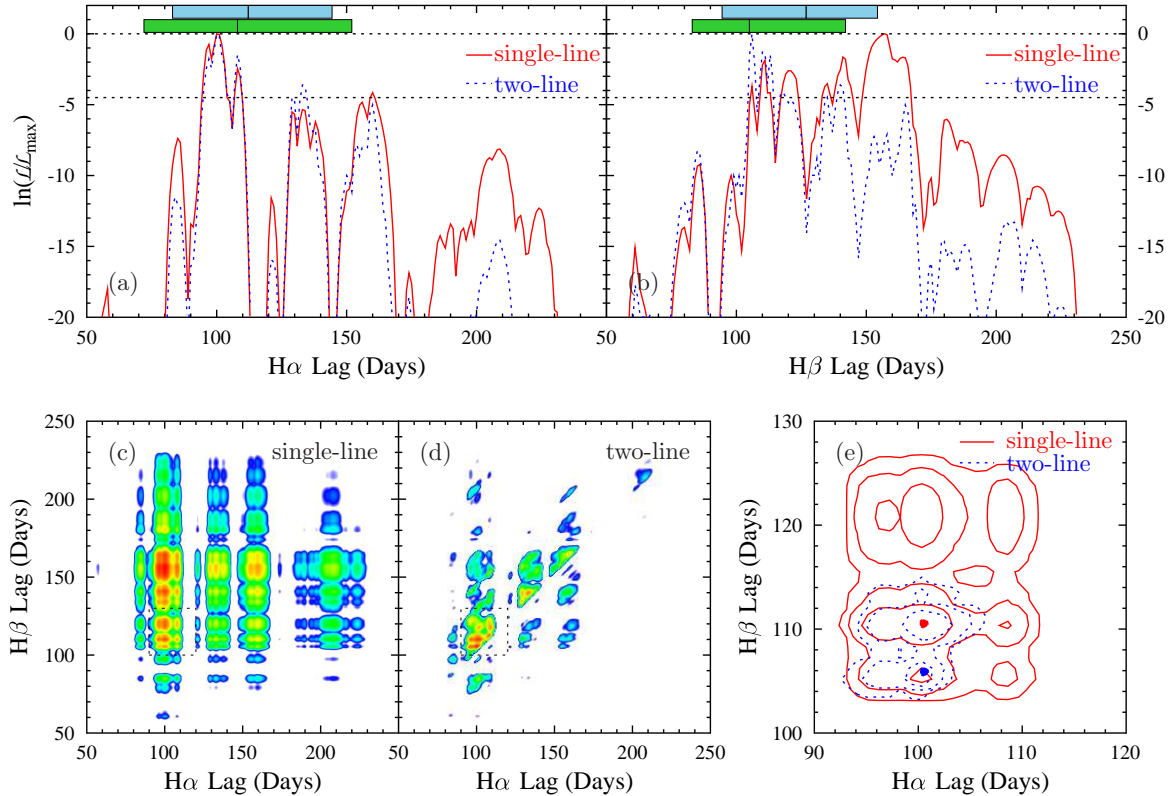 ln(ℒ/ℒmax)
0
-5
-10
-15
-20
single-line
two-line
(a)
50 100 150 200
Hα Lag (Days)
single-line
two-line
(b)
0
-5
-10
-15
-20
50 100 150 200 250
Hβ Lag (Days)
Hβ Lag (Days)
250
200
150
100
50
(c)
single-line
50 100 150 200
Hα Lag (Days)
(d)
two-line
50 100 150 200 250
Hα Lag (Days)
Hβ Lag (Days)
130
120
110
100
(e)
single-line
two-line
90 100 110 120
Hα Lag (Days)